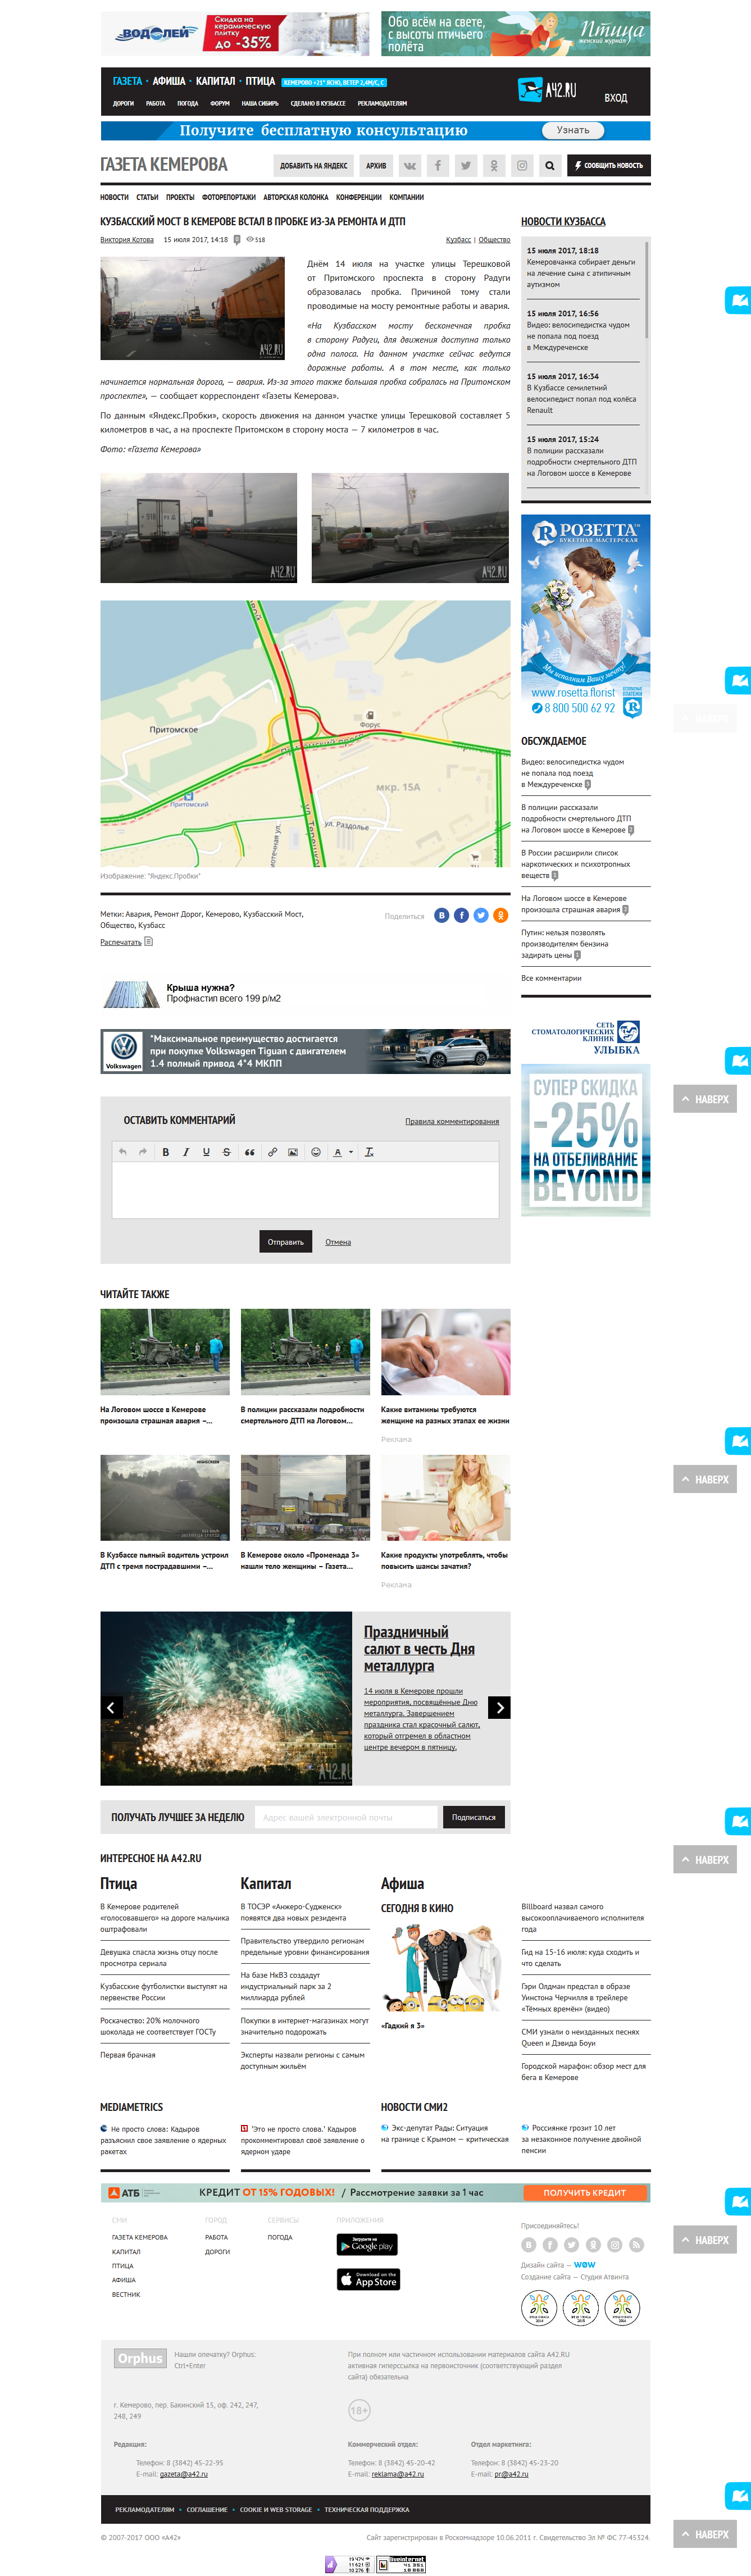 ВОДОЛЕЙ
Скидка на
керамическую
плитку
до -35%
Обо всём на свете,
с высоты птичьего
полёта
Птица
женский журнал
ГАЗЕТА • АФИША • КАПИТАЛ • ПТИЦА
КЕМЕРОВО +21° ЯСНО, ВЕТЕР 2,4М/С, С
ДОРОГИ РАБОТА ПОГОДА ФОРУМ НАША СИБИРЬ СДЕЛАНО В КУЗБАССЕ РЕКЛАМОДАТЕЛЯМ
A42.RU
ВХОД
Получите бесплатную консультацию
Узнать
ГАЗЕТА КЕМЕРОВА
ДОБАВИТЬ НА ЯНДЕКС
АРХИВ
СООБЩИТЬ НОВОСТЬ
НОВОСТИ СТАТЬИ ПРОЕКТЫ ФОТОРЕПОРТАЖИ АВТОРСКАЯ КОЛОНКА КОНФЕРЕНЦИИ КОМПАНИИ
КУЗБАССКИЙ МОСТ В КЕМЕРОВЕ ВСТАЛ В ПРОБКЕ ИЗ-ЗА РЕМОНТА И ДТП
Виктория Котова 15 июля 2017, 14:18 518
Кузбасс | Общество
Днём 14 июля на участке улицы Терешковой
от Притомского проспекта в сторону Радуги
образовалась пробка. Причиной тому стали
проводимые на мосту ремонтные работы и авария.
«На Кузбасском мосту бесконечная пробка
в сторону Радуги, для движения доступна только
одна полоса. На данном участке сейчас ведутся
дорожные работы. А в том месте, как только
начинается нормальная дорога, — авария. Из-за этого также большая пробка собралась на Притомском
проспекте», — сообщает корреспондент «Газеты Кемерова».
По данным «Яндекс.Пробки», скорость движения на данном участке улицы Терешковой составляет 5
километров в час, а на проспекте Притомском в сторону моста — 7 километров в час.
Фото: «Газета Кемерова»
A42.RU
A42.RU
A42.RU
Притомское
Форус
Притомский проспект
мкр. 15А
Притомский
ул. Раздолье
Изображение: "Яндекс.Пробки"
Метки: Авария, Ремонт Дорог, Кемерово, Кузбасский Мост,
Общество, Кузбасс
Поделиться
Распечатать
Крыша нужна?
Профнастил всего 199 р/м2
Volkswagen
"Максимальное преимущество достигается
при покупке Volkswagen Tiguan с двигателем
1.4 полный привод 4*4 МКПП
ОСТАВИТЬ КОММЕНТАРИЙ
Правила комментирования
Отправить
Отмена
ЧИТАЙТЕ ТАКЖЕ
На Логовом шоссе в Кемерове
произошла страшная авария –...
В полиции рассказали подробности
смертельного ДТП на Логовом...
Какие витамины требуются
женщине на разных этапах ее жизни
Реклама
HIGHSCREEN
В Кузбассе пьяный водитель устроил
ДТП с тремя пострадавшими –...
В Кемерове около «Променада 3»
нашли тело женщины – Газета...
Какие продукты употреблять, чтобы
повысить шансы зачатия?
Реклама
A42.RU
Праздничный
салют в честь Дня
металлурга
14 июля в Кемерове прошли
мероприятия, посвящённые Дню
металлурга. Завершением
праздника стал красочный салют,
который отгремел в областном
центре вечером в пятницу.
ПОЛУЧАТЬ ЛУЧШЕЕ ЗА НЕДЕЛЮ
Адрес вашей электронной почты
Подписаться
НОВОСТИ КУЗБАССА
15 июля 2017, 18:18
Кемеровчанка собирает деньги
на лечение сына с атипичным
аутизмом
15 июля 2017, 16:56
Видео: велосипедистка чудом
не попала под поезд
в Междуреченске
15 июля 2017, 16:34
В Кузбассе семилетний
велосипедист попал под колёса
Renault
15 июля 2017, 15:24
В полиции рассказали
подробности смертельного ДТП
на Логовом шоссе в Кемерове
РОЗЕТТА
БУКЕТНАЯ МАСТЕРСКАЯ
Мы исполним Вашу мечту!
www.rosetta.florist
8 800 500 62 92
ОБСУЖДАЕМОЕ
Видео: велосипедистка чудом
не попала под поезд
в Междуреченске
В полиции рассказали
подробности смертельного ДТП
на Логовом шоссе в Кемерове
В России расширили список
наркотических и психотропных
веществ
На Логовом шоссе в Кемерове
произошла страшная авария
Путин: нельзя позволять
производителям бензина
задирать цены
Все комментарии
СЕТЬ
СТОМАТОЛОГИЧЕСКИХ
КЛИНИК
УЛЫБКА
СУПЕР СКИДКА
-25%
НА ОТБЕЛИВАНИЕ
BEYOND
НАВЕРХ
НАВЕРХ
НАВЕРХ
НАВЕРХ
НАВЕРХ
ИНТЕРЕСНОЕ НА A42.RU
Птица
В Кемерове родителей
«голосовавшего» на дороге мальчика
оштрафовали
Девушка спасла жизнь отцу после
просмотра сериала
Кузбасские футболистки выступят на
первенстве России
Роскачество: 20% молочного
шоколада не соответствует ГОСТу
Первая брачная
Капитал
В ТОСЭР «Анжеро-Судженск»
появятся два новых резидента
Правительство утвердило регионам
предельные уровни финансирования
На базе НкВЗ создадут
индустриальный парк за 2
миллиарда рублей
Покупки в интернет-магазинах могут
значительно подорожать
Эксперты назвали регионы с самым
доступным жильём
Афиша
СЕГОДНЯ В КИНО
«Гадкий я 3»
Billboard назвал самого
высокооплачиваемого исполнителя
года
Гид на 15-16 июля: куда сходить и
что сделать
Гэри Олдман предстал в образе
Уинстона Черчилля в трейлере
«Тёмных времён» (видео)
СМИ узнали о неизданных песнях
Queen и Дэвида Боуи
Городской марафон: обзор мест для
бега в Кемерове
MEDIAMETRICS
Не просто слова: Кадыров
разъяснил свое заявление о ядерных
ракетах
"Это не просто слова." Кадыров
прокомментировал своё заявление о
ядерном ударе
НОВОСТИ СМИ2
Экс-депутат Рады: Ситуация
на границе с Крымом — критическая
Россиянке грозит 10 лет
за незаконное получение двойной
пенсии
АТБ
КРЕДИТ ОТ 15% ГОДОВЫХ! / Рассмотрение заявки за 1 час
ПОЛУЧИТЬ КРЕДИТ
СМИ
ГАЗЕТА КЕМЕРОВА
КАПИТАЛ
ПТИЦА
АФИША
ВЕСТНИК
ГОРОД
РАБОТА
ДОРОГИ
СЕРВИСЫ
ПОГОДА
ПРИЛОЖЕНИЯ
Google play
Download on the
App Store
Присоединяйтесь!
Дизайн сайта — WOW
Создание сайта — Студия Атвинта
Orphus
Нашли опечатку? Orphus:
Ctrl+Enter
При полном или частичном использовании материалов сайта A42.RU
активная гиперссылка на первоисточник (соответствующий раздел
сайта) обязательна
г. Кемерово, пер. Бакинский 15, оф. 242, 247,
248, 249
18+
Редакция:
Телефон: 8 (3842) 45-22-95
E-mail: gazeta@a42.ru
Коммерческий отдел:
Телефон: 8 (3842) 45-20-42
E-mail: reklama@a42.ru
Отдел маркетинга:
Телефон: 8 (3842) 45-23-20
E-mail: pr@a42.ru
РЕКЛАМОДАТЕЛЯМ • СОГЛАШЕНИЕ • COOKIE И WEB STORAGE • ТЕХНИЧЕСКАЯ ПОДДЕРЖКА
© 2007-2017 ООО «А42»
Сайт зарегистрирован в Роскомнадзоре 10.06.2011 г. Свидетельство Эл № ФС 77-45324.